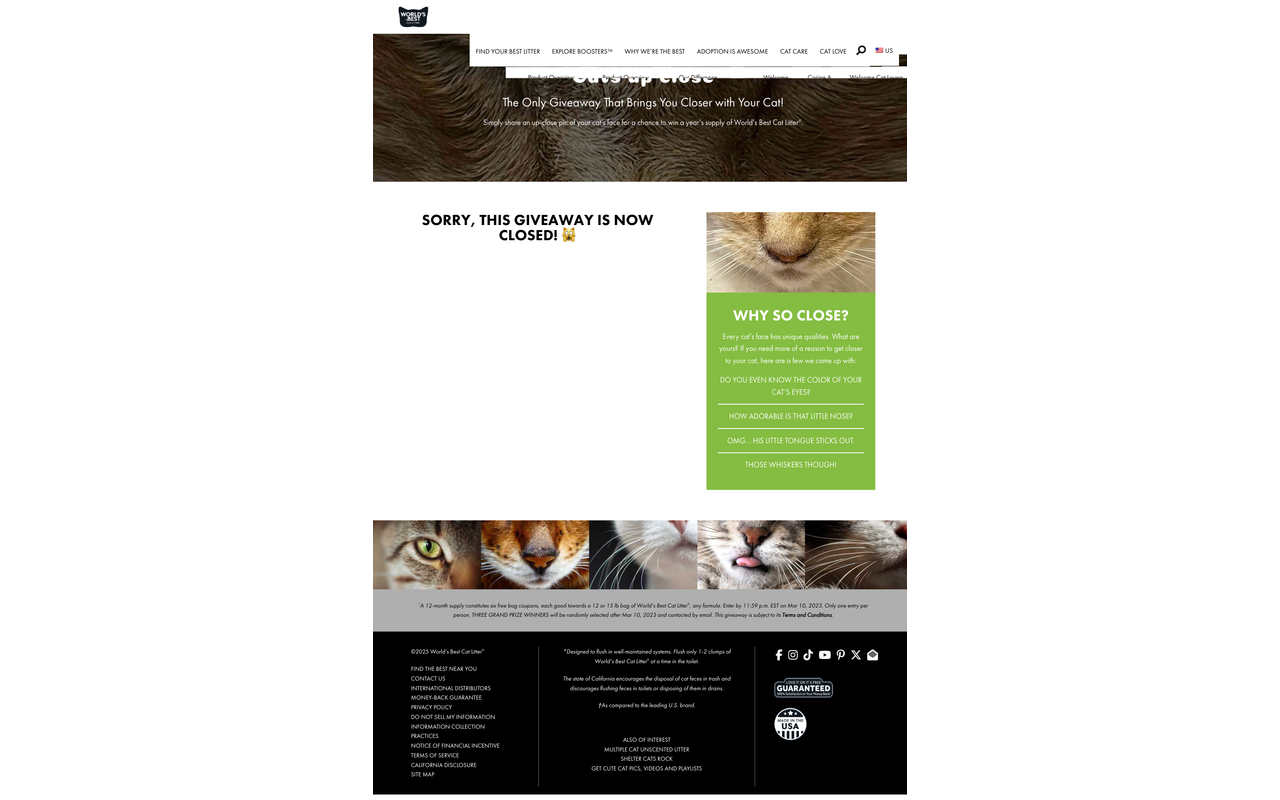 WORLD'S
BEST
CAT LITTER
FIND YOUR BEST LITTER EXPLORE BOOSTERS™ WHY WE'RE THE BEST ADOPTION IS AWESOME CAT CARE CAT LOVE US
Cats Up Close
The Only Giveaway That Brings You Closer with Your Cat!
Simply share an up-close pic of your cat's face for a chance to win a year's supply of World's Best Cat Litter®.
SORRY, THIS GIVEAWAY IS NOW
CLOSED! 🙀
WHY SO CLOSE?
Every cat's face has unique qualities. What are
yours? If you need more of a reason to get closer
to your cat, here are a few we came up with:
DO YOU EVEN KNOW THE COLOR OF YOUR
CAT'S EYES?
HOW ADORABLE IS THAT LITTLE NOSE?
OMG... HIS LITTLE TONGUE STICKS OUT.
THOSE WHISKERS THOUGH!
*A 12-month supply constitutes six free bag coupons, each good towards a 12 or 15 lb bag of World's Best Cat Litter®, any formula. Enter by 11:59 p.m. EST on Mar 10, 2023. Only one entry per
person. THREE GRAND PRIZE WINNERS will be randomly selected after Mar 10, 2023 and contacted by email. This giveaway is subject to its Terms and Conditions.
©2025 World's Best Cat Litter®
FIND THE BEST NEAR YOU
CONTACT US
INTERNATIONAL DISTRIBUTORS
MONEY-BACK GUARANTEE
PRIVACY POLICY
DO NOT SELL MY INFORMATION
INFORMATION COLLECTION
PRACTICES
NOTICE OF FINANCIAL INCENTIVE
TERMS OF SERVICE
CALIFORNIA DISCLOSURE
SITE MAP
*Designed to flush in well-maintained systems. Flush only 1-2 clumps of
World's Best Cat Litter® at a time in the toilet.
The state of California encourages the disposal of cat feces in trash and
discourages flushing feces in toilets or disposing of them in drains.
†As compared to the leading U.S. brand.
ALSO OF INTEREST
MULTIPLE CAT UNSCENTED LITTER
SHELTER CATS ROCK
GET CUTE CAT PICS, VIDEOS AND PLAYLISTS
LOVE IT OR IT'S FREE
GUARANTEED
100% Satisfaction or Your Money Back
MADE IN THE
USA